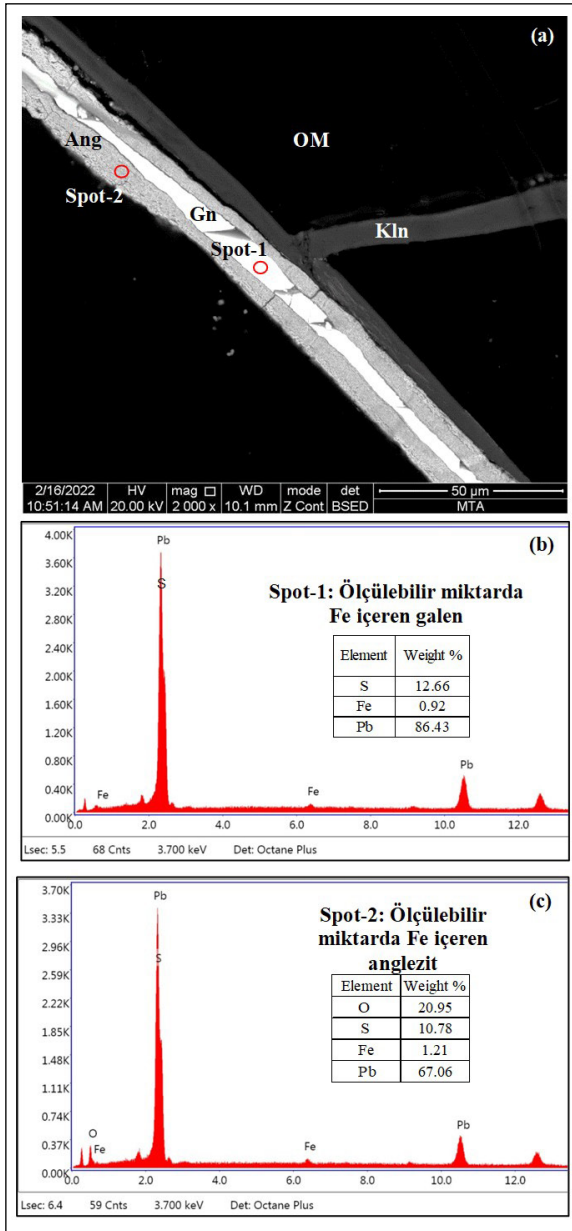 (a)
OM
Ang
Spot-2
Gn
Kln
Spot-1
2/16/2022 HV mag □ WD mode det 50 µm
10:51:14 AM 20.00 kV 2 000 x 10.1 mm Z Cont BSED MTA
(b)
4.00K
Pb
3.60K
S
Spot-1: Ölçülebilir miktarda
Fe içeren galen
3.20K
2.80K
Element Weight %
2.40K
S 12.66
Fe 0.92
2.00K
Pb 86.43
1.60K
1.20K
0.80K
Pb
0.40K
Fe Fe
0.00K
0.0 2.0 4.0 6.0 8.0 10.0 12.0
Lsec: 5.5 68 Cnts 3.700 keV Det: Octane Plus
(c)
3.70K
Pb
3.33K
Spot-2: Ölçülebilir
miktarda Fe içeren
anglezit
2.96K
S
2.59K
Element Weight %
2.22K
O 20.95
1.85K
S 10.78
Fe 1.21
1.48K
Pb 67.06
1.11K
0.74K
Pb
0.37K
O
Fe Fe
0.00K
0.0 2.0 4.0 6.0 8.0 10.0 12.0
Lsec: 6.4 59 Cnts 3.700 keV Det: Octane Plus